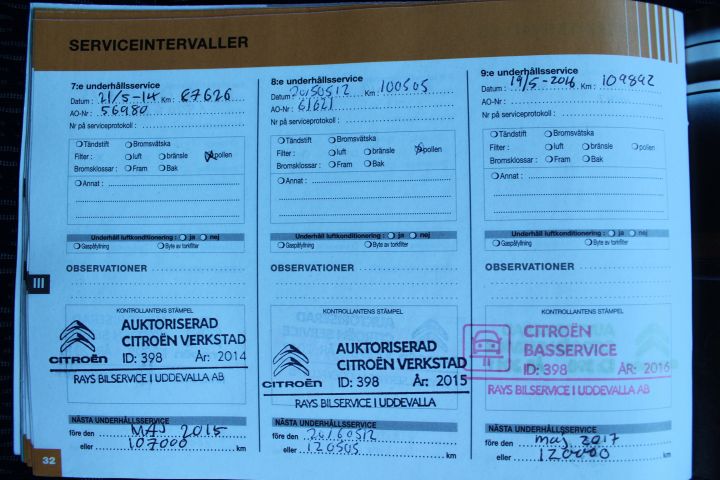 SERVICEINTERVALLER
7:e underhållsservice
Datum : 21/5-14 Km : 87626
AO-Nr : 56980
Nr på serviceprotokoll :
Tändstift Bromsvätska
Filter : luft bränsle pollen
Bromsklossar : Fram Bak
Annat :
Underhåll luftkonditionering : ja nej
Gaspåfyllning Byte av torkfilter
OBSERVATIONER
KONTROLLANTENS STÄMPEL
AUKTORISERAD
CITROËN VERKSTAD
CITROËN ID: 398 År: 2014
RAYS BILSERVICE I UDDEVALLA AB
NÄSTA UNDERHÅLLSSERVICE
före den MAJ 2015
eller 107000 km
8:e underhållsservice
Datum : 20150512 Km : 100505
AO-Nr : 61621
Nr på serviceprotokoll :
Tändstift Bromsvätska
Filter : luft bränsle pollen
Bromsklossar : Fram Bak
Annat :
Underhåll luftkonditionering : ja nej
Gaspåfyllning Byte av torkfilter
OBSERVATIONER
KONTROLLANTENS STÄMPEL
AUKTORISERAD
CITROËN VERKSTAD
CITROËN ID: 398 År: 2015
RAYS BILSERVICE I UDDEVALLA
NÄSTA UNDERHÅLLSSERVICE
före den 20160512
eller 120505 km
9:e underhållsservice
Datum : 19/5-2016 Km : 109892
AO-Nr :
Nr på serviceprotokoll :
Tändstift Bromsvätska
Filter : luft bränsle pollen
Bromsklossar : Fram Bak
Annat :
Underhåll luftkonditionering : ja nej
Gaspåfyllning Byte av torkfilter
OBSERVATIONER
KONTROLLANTENS STÄMPEL
CITROËN
BASSERVICE
ID: 398 År: 2016
RAYS BILSERVICE I UDDEVALLA AB
NÄSTA UNDERHÅLLSSERVICE
före den maj 2017
eller 120000 km
III
32